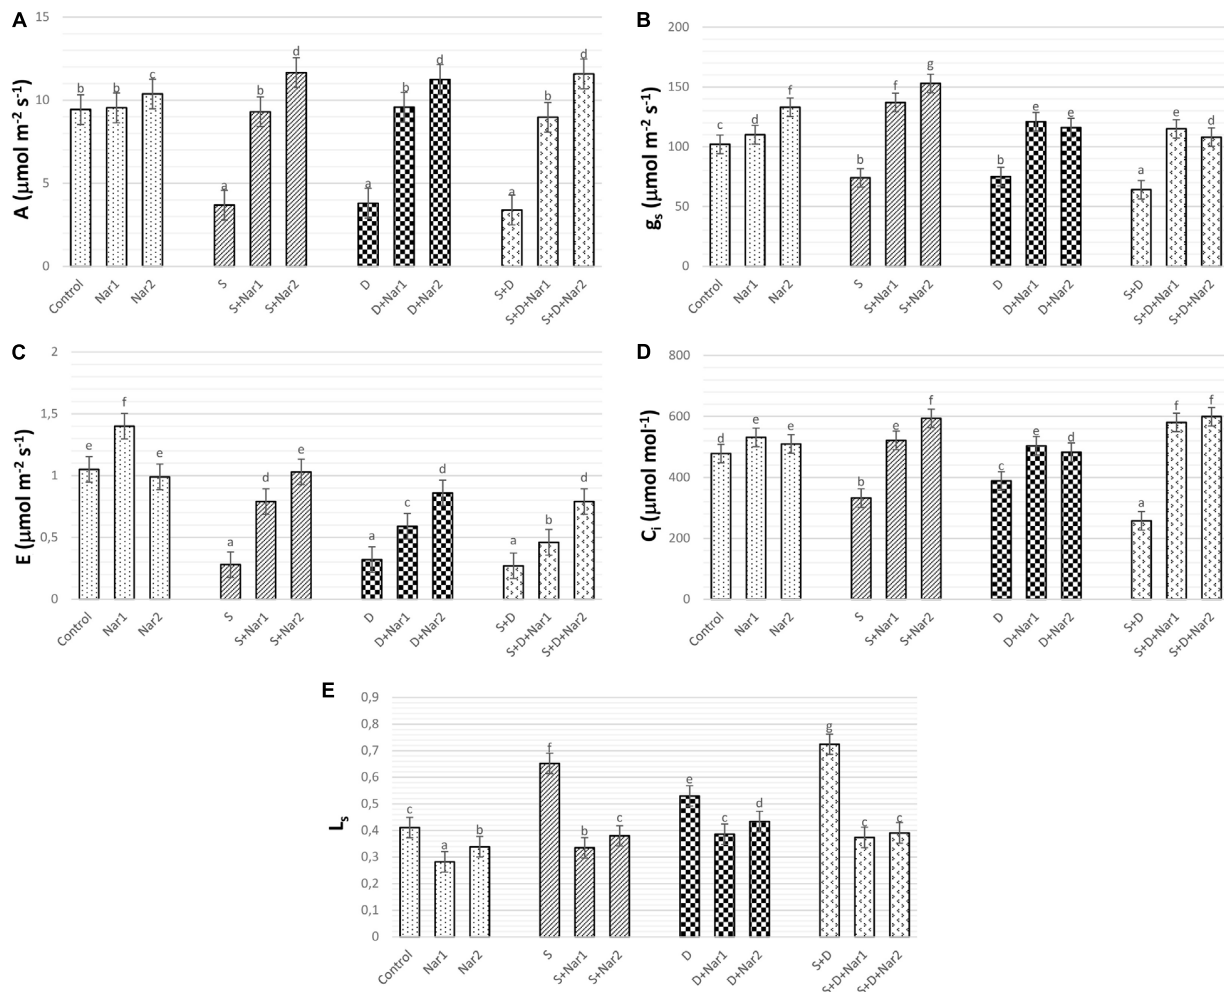 A
A (µmol m-2 s-1)
15
10
5
0
b b c a b d a b d a b d
Control Nar1 Nar2 S S+Nar1 S+Nar2 D D+Nar1 D+Nar2 S+D S+D+Nar1 S+D+Nar2
B
gs (µmol m-2 s-1)
200
150
100
50
0
c d f b f g b e e a e d
Control Nar1 Nar2 S S+Nar1 S+Nar2 D D+Nar1 D+Nar2 S+D S+D+Nar1 S+D+Nar2
C
E (µmol m-2 s-1)
2
1,5
1
0,5
0
e f e a d e a c d a b d
Control Nar1 Nar2 S S+Nar1 S+Nar2 D D+Nar1 D+Nar2 S+D S+D+Nar1 S+D+Nar2
D
Ci (µmol mol-1)
800
600
400
200
0
d e e b e f c e d a f f
Control Nar1 Nar2 S S+Nar1 S+Nar2 D D+Nar1 D+Nar2 S+D S+D+Nar1 S+D+Nar2
E
Ls
0,9
0,8
0,7
0,6
0,5
0,4
0,3
0,2
0,1
0
c a b f b c e c d g c c
Control Nar1 Nar2 S S+Nar1 S+Nar2 D D+Nar1 D+Nar2 S+D S+D+Nar1 S+D+Nar2